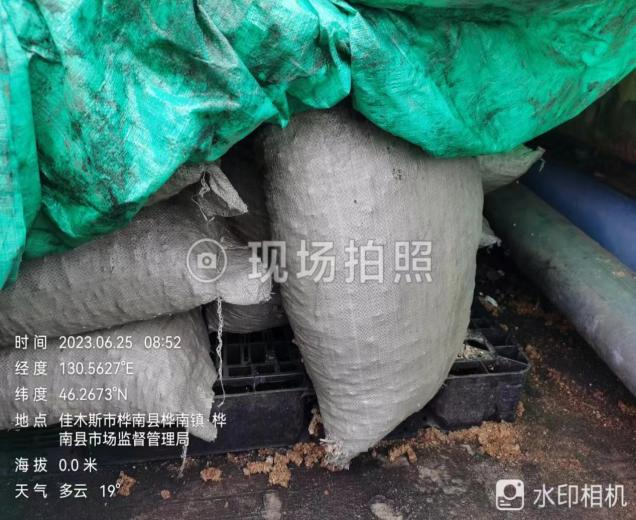 现场拍照
时间 2023.06.25 08:52
经度 130.5627°E
纬度 46.2673°N
地点 佳木斯市桦南县桦南镇·桦
南县市场监督管理局
海拔 0.0米
天气 多云 19°
水印相机